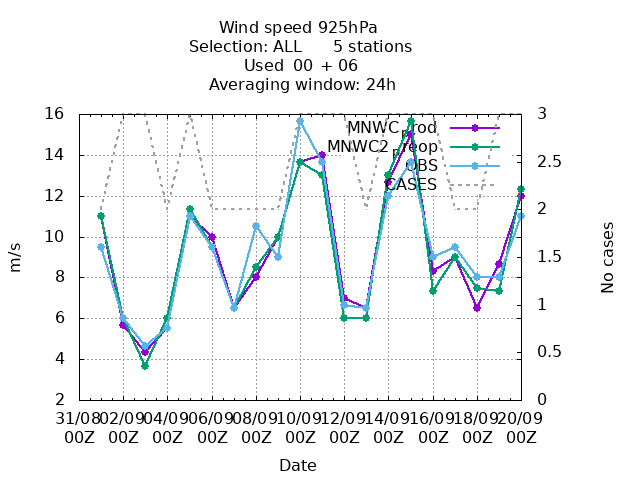 Wind speed 925hPa
Selection: ALL 5 stations
Used 00 + 06
Averaging window: 24h
16 3
MNWC_prod
MNWC2_preop
OBS
CASES
14 2.5
12 2
10 1.5
8 1
6
4 0.5
2 0
m/s
No cases
31/08 02/09 04/09 06/09 08/09 10/09 12/09 14/09 16/09 18/09 20/09
00Z 00Z 00Z 00Z 00Z 00Z 00Z 00Z 00Z 00Z 00Z
Date